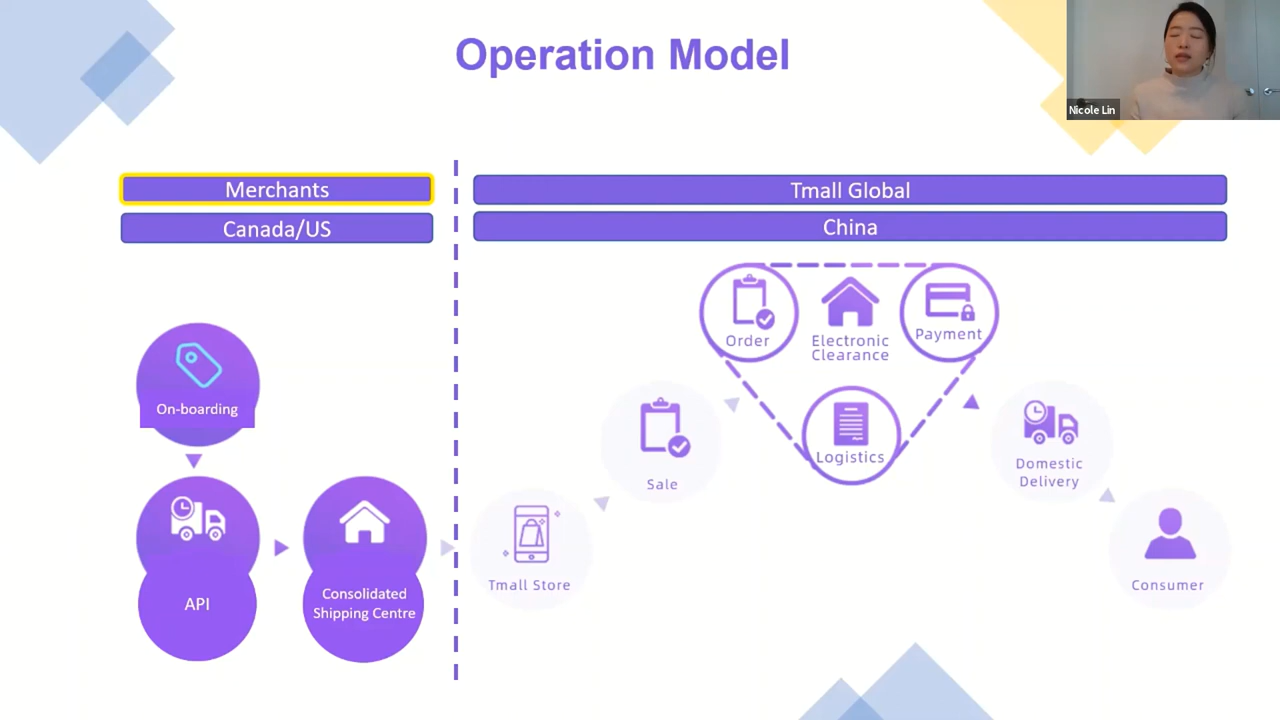 Operation Model
Nicole Lin
Merchants
Tmall Global
Canada/US
China
Order
Electronic
Clearance
Payment
On-boarding
Logistics
Sale
Domestic
Delivery
API
Consolidated
Shipping Centre
Tmall Store
Consumer